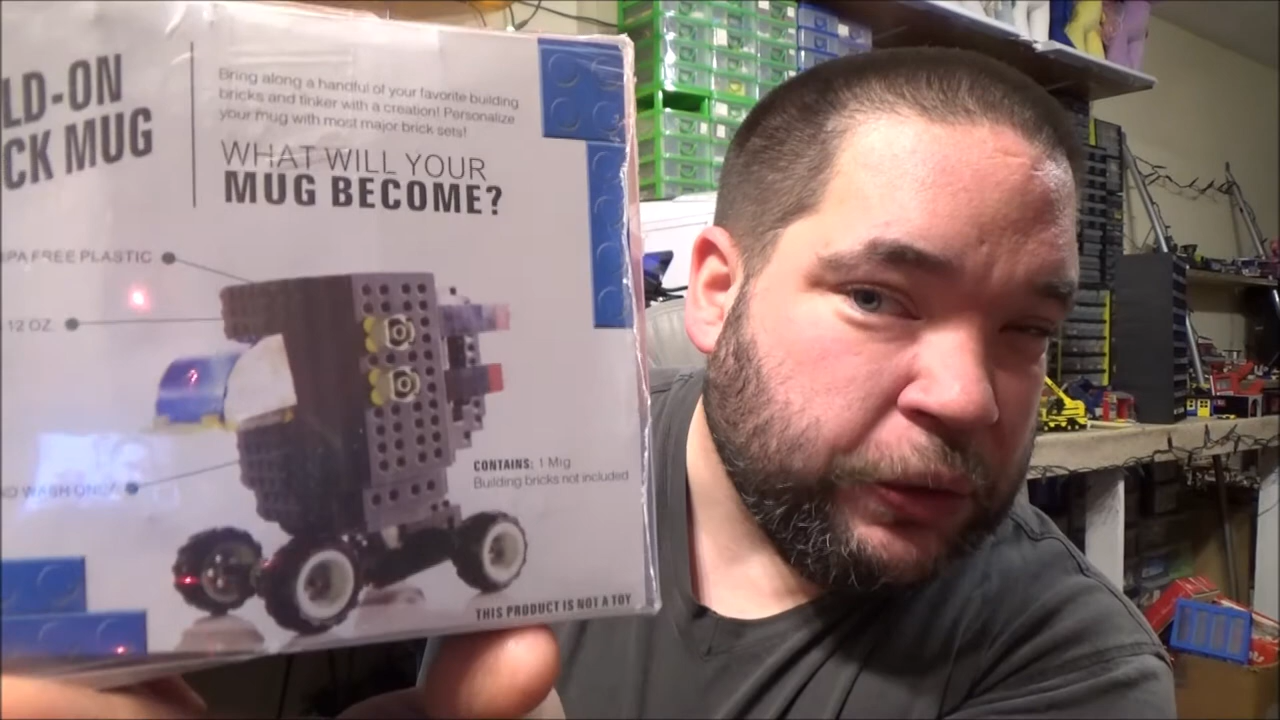 LD-ON
CK MUG
Bring along a handful of your favorite building
bricks and tinker with a creation! Personalize
your mug with most major brick sets!
WHAT WILL YOUR
MUG BECOME?
PA FREE PLASTIC
12 OZ.
D WASH ONLY
CONTAINS: 1 Mug
Building bricks not included
THIS PRODUCT IS NOT A TOY